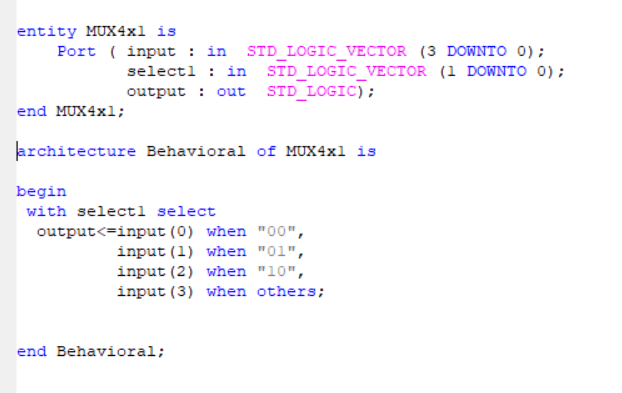 entity MUX4x1 is
Port ( input : in STD_LOGIC_VECTOR (3 DOWNTO 0);
select1 : in STD_LOGIC_VECTOR (1 DOWNTO 0);
output : out STD_LOGIC);
end MUX4x1;
architecture Behavioral of MUX4x1 is
begin
with select1 select
output<=input(0) when "00",
input(1) when "01",
input(2) when "10",
input(3) when others;
end Behavioral;